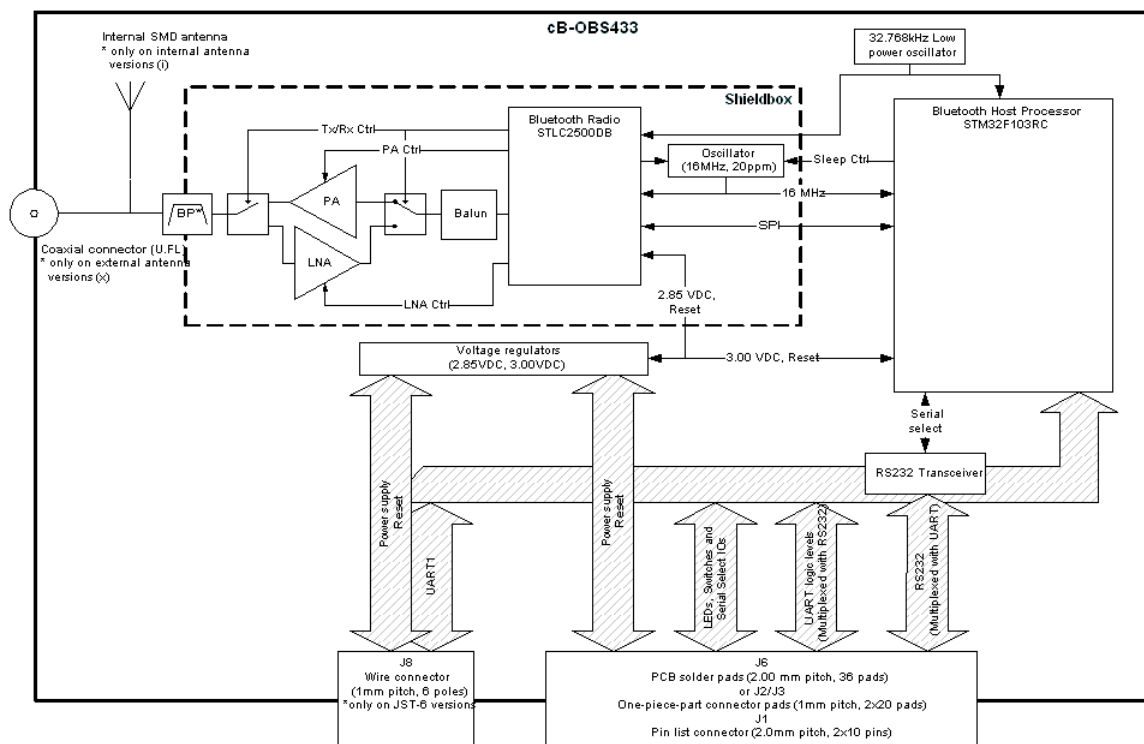 cB-OBS433
Internal SMD antenna
* only on internal antenna
versions (i)
32.768kHz Low
power oscillator
Shieldbox
Bluetooth Radio
STLC2500DB
Bluetooth Host Processor
STM32F103RC
Tx/Rx Ctrl
PA Ctrl
Oscillator
(16MHz, 20ppm)
Sleep Ctrl
16 MHz
BP*
PA
Balun
SPI
Coaxial connector (U.FL)
* only on external antenna
versions (x)
LNA
LNA Ctrl
2.85 VDC,
Reset
Voltage regulators
(2.85VDC, 3.00VDC)
3.00 VDC, Reset
Serial
select
RS232 Transceiver
Power supply
Reset
UART1
Power supply
Reset
LEDs, Switches and
Serial Select IOs
UART logic levels
(Multiplexed with RS232)
RS232
(Multiplexed with UART)
J8
Wire connector
(1mm pitch, 6 poles)
*only on JST-6 versions
J6
PCB solder pads (2.00 mm pitch, 36 pads)
or J2/J3
One-piece-part connector pads (1mm pitch, 2x20 pads)
J1
Pin list connector (2.0mm pitch, 2x10 pins)